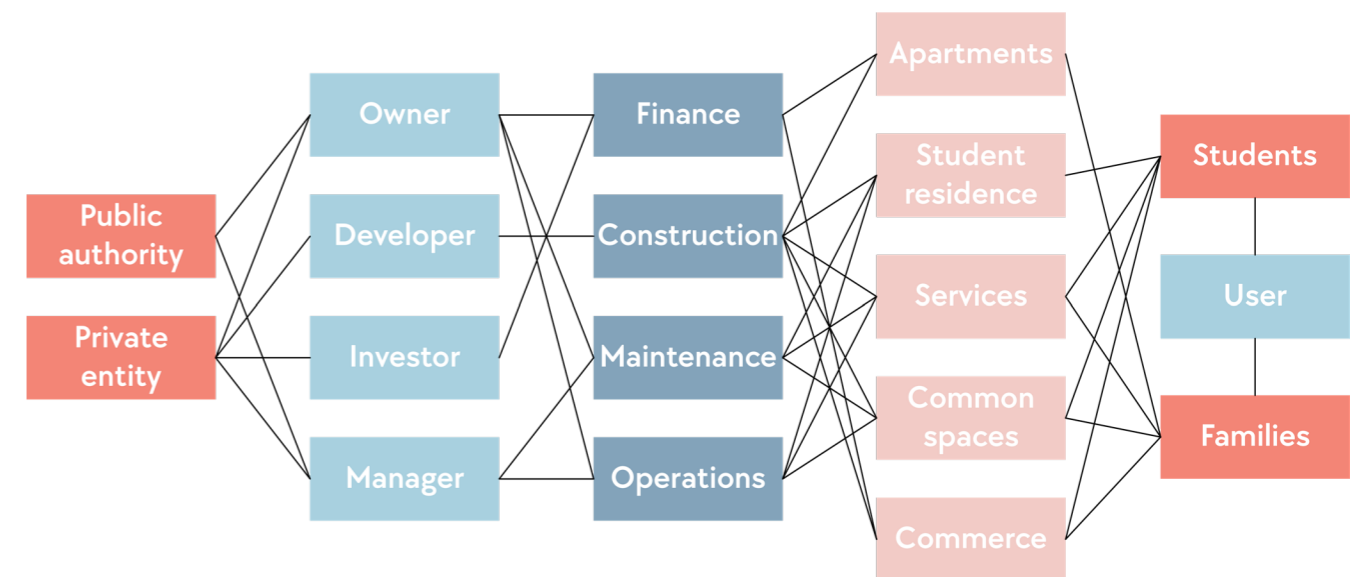 Public
authority
Private
entity
Owner
Developer
Investor
Manager
Finance
Construction
Maintenance
Operations
Apartments
Student
residence
Services
Common
spaces
Commerce
Students
User
Families